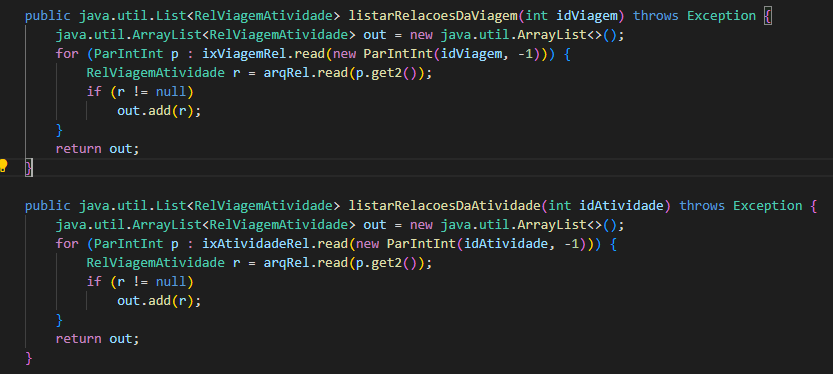 public java.util.List<RelViagemAtividade> listarRelacoesDaViagem(int idViagem) throws Exception {
    java.util.ArrayList<RelViagemAtividade> out = new java.util.ArrayList<>();
    for (ParIntInt p : ixViagemRel.read(new ParIntInt(idViagem, -1))) {
        RelViagemAtividade r = arqRel.read(p.get2());
        if (r != null)
            out.add(r);
    }
    return out;
}
public java.util.List<RelViagemAtividade> listarRelacoesDaAtividade(int idAtividade) throws Exception {
    java.util.ArrayList<RelViagemAtividade> out = new java.util.ArrayList<>();
    for (ParIntInt p : ixAtividadeRel.read(new ParIntInt(idAtividade, -1))) {
        RelViagemAtividade r = arqRel.read(p.get2());
        if (r != null)
            out.add(r);
    }
    return out;
}